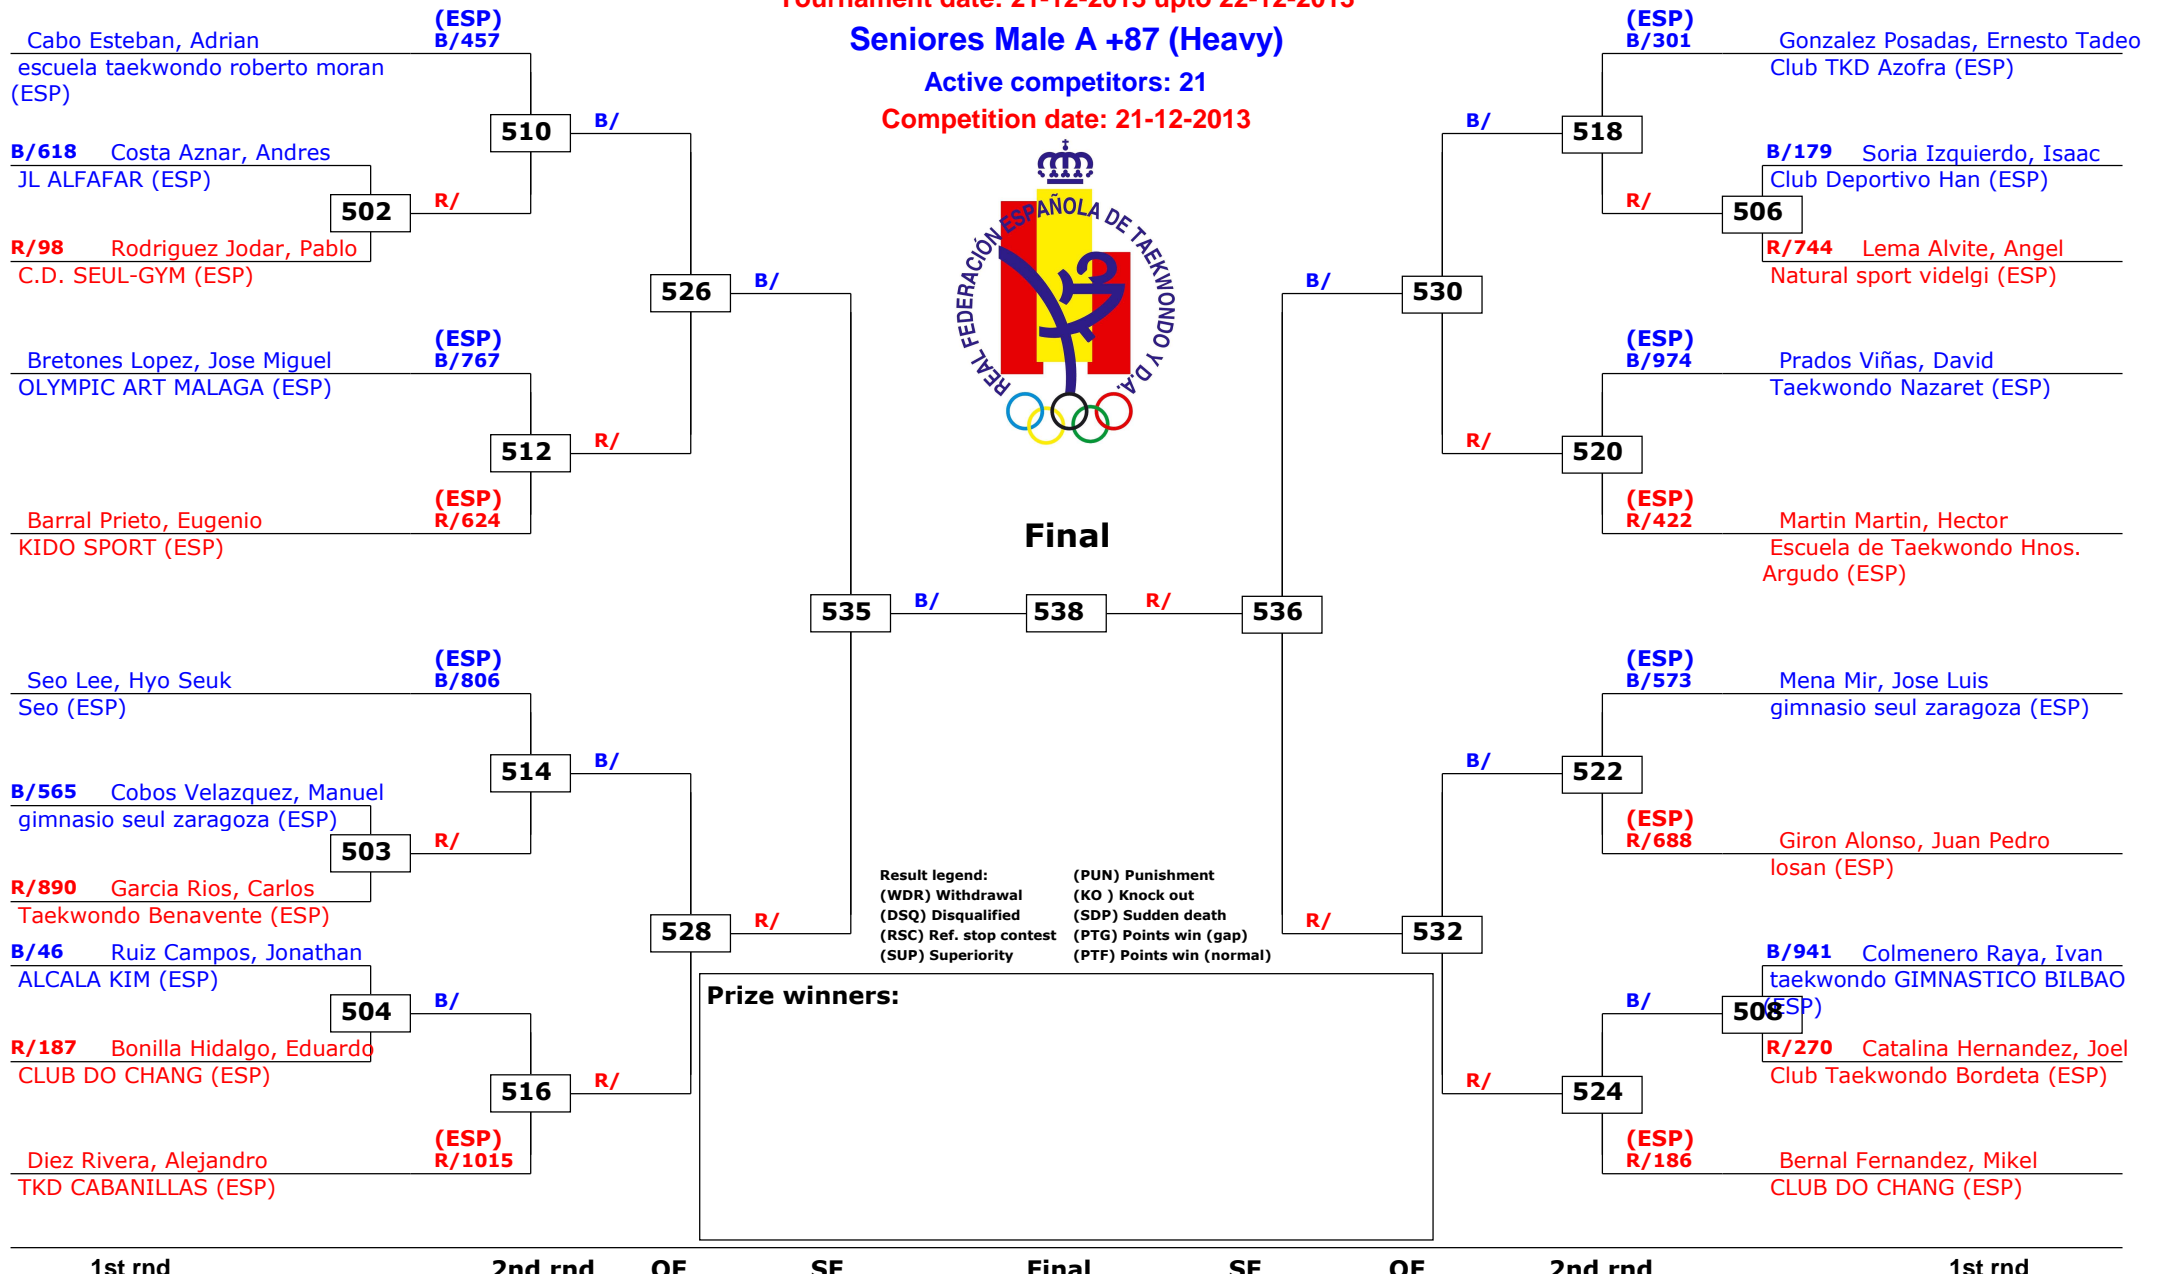 Tournament date: 21-12-2013 upto 22-12-2013
Seniores Male A +87 (Heavy)
Active competitors: 21
Competition date: 21-12-2013
REAL FEDERACIÓN ESPAÑOLA DE TAEKWONDO Y D.A.
(ESP)
Cabo Esteban, Adrian B/457
escuela taekwondo roberto moran
(ESP)
510
B/
B/618 Costa Aznar, Andres
JL ALFAFAR (ESP)
502
R/
R/98 Rodriguez Jodar, Pablo
C.D. SEUL-GYM (ESP)
526
B/
(ESP)
Bretones Lopez, Jose Miguel B/767
OLYMPIC ART MALAGA (ESP)
512
R/
(ESP)
Barral Prieto, Eugenio R/624
KIDO SPORT (ESP)
535
B/
(ESP)
Seo Lee, Hyo Seuk B/806
Seo (ESP)
514
B/
B/565 Cobos Velazquez, Manuel
gimnasio seul zaragoza (ESP)
503
R/
R/890 Garcia Rios, Carlos
Taekwondo Benavente (ESP)
528
R/
B/46 Ruiz Campos, Jonathan
ALCALA KIM (ESP)
504
B/
R/187 Bonilla Hidalgo, Eduardo
CLUB DO CHANG (ESP)
516
R/
(ESP)
Diez Rivera, Alejandro R/1015
TKD CABANILLAS (ESP)
Final
538
R/
536
(ESP)
B/301 Gonzalez Posadas, Ernesto Tadeo
Club TKD Azofra (ESP)
B/
518
B/179 Soria Izquierdo, Isaac
Club Deportivo Han (ESP)
R/
506
R/744 Lema Alvite, Angel
Natural sport videlgi (ESP)
B/
530
(ESP)
B/974 Prados Viñas, David
Taekwondo Nazaret (ESP)
R/
520
(ESP)
R/422 Martin Martin, Hector
Escuela de Taekwondo Hnos.
Argudo (ESP)
(ESP)
B/573 Mena Mir, Jose Luis
gimnasio seul zaragoza (ESP)
B/
522
(ESP)
R/688 Giron Alonso, Juan Pedro
losan (ESP)
R/
532
B/941 Colmenero Raya, Ivan
taekwondo GIMNASTICO BILBAO
(ESP)
B/
508
R/270 Catalina Hernandez, Joel
Club Taekwondo Bordeta (ESP)
R/
524
(ESP)
R/186 Bernal Fernandez, Mikel
CLUB DO CHANG (ESP)
Result legend: (PUN) Punishment
(WDR) Withdrawal (KO ) Knock out
(DSQ) Disqualified (SDP) Sudden death
(RSC) Ref. stop contest (PTG) Points win (gap)
(SUP) Superiority (PTF) Points win (normal)
Prize winners:
1st rnd 2nd rnd QF SF Final SF QF 2nd rnd 1st rnd